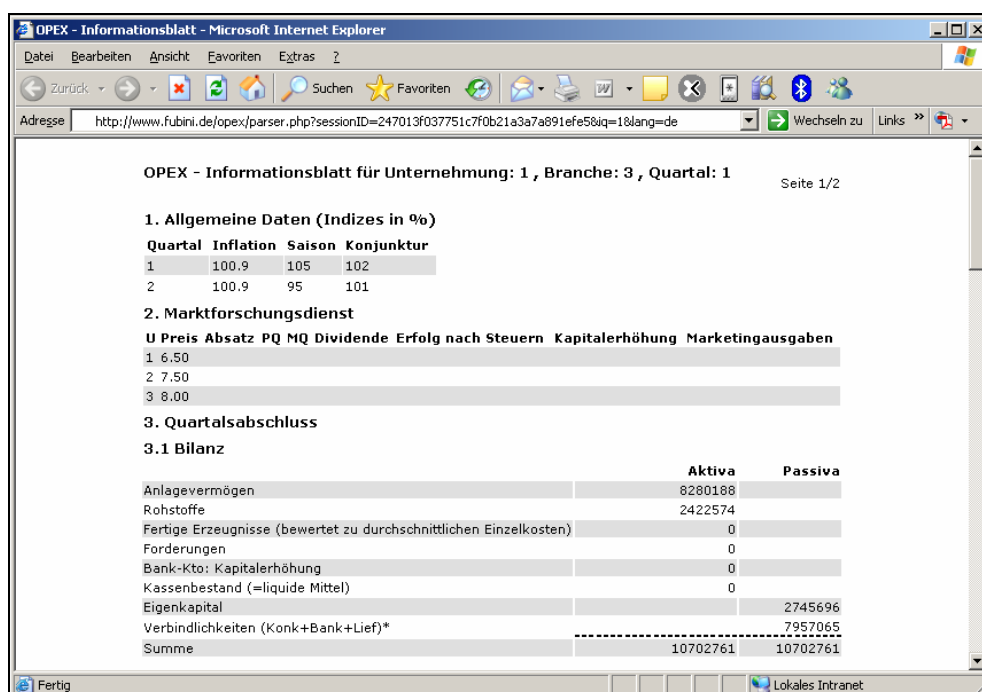 OPEX - Informationsblatt - Microsoft Internet Explorer
Datei Bearbeiten Ansicht Favoriten Extras ?
Zurück Suchen Favoriten
Adresse http://www.fubini.de/opex/parser.php?sessionID=247013f037751c7f0b21a3a7a891efe5&iq=1&lang=de Wechseln zu Links »
OPEX - Informationsblatt für Unternehmung: 1 , Branche: 3 , Quartal: 1
Seite 1/2
1. Allgemeine Daten (Indizes in %)
Quartal Inflation Saison Konjunktur
1 100.9 105 102
2 100.9 95 101
2. Marktforschungsdienst
U Preis Absatz PQ MQ Dividende Erfolg nach Steuern Kapitalerhöhung Marketingausgaben
1 6.50
2 7.50
3 8.00
3. Quartalsabschluss
3.1 Bilanz
Aktiva Passiva
Anlagevermögen 8280188
Rohstoffe 2422574
Fertige Erzeugnisse (bewertet zu durchschnittlichen Einzelkosten) 0
Forderungen 0
Bank-Kto: Kapitalerhöhung 0
Kassenbestand (=liquide Mittel) 0
Eigenkapital 2745696
Verbindlichkeiten (Konk+Bank+Lief)* 7957065
Summe 10702761 10702761
Fertig Lokales Intranet